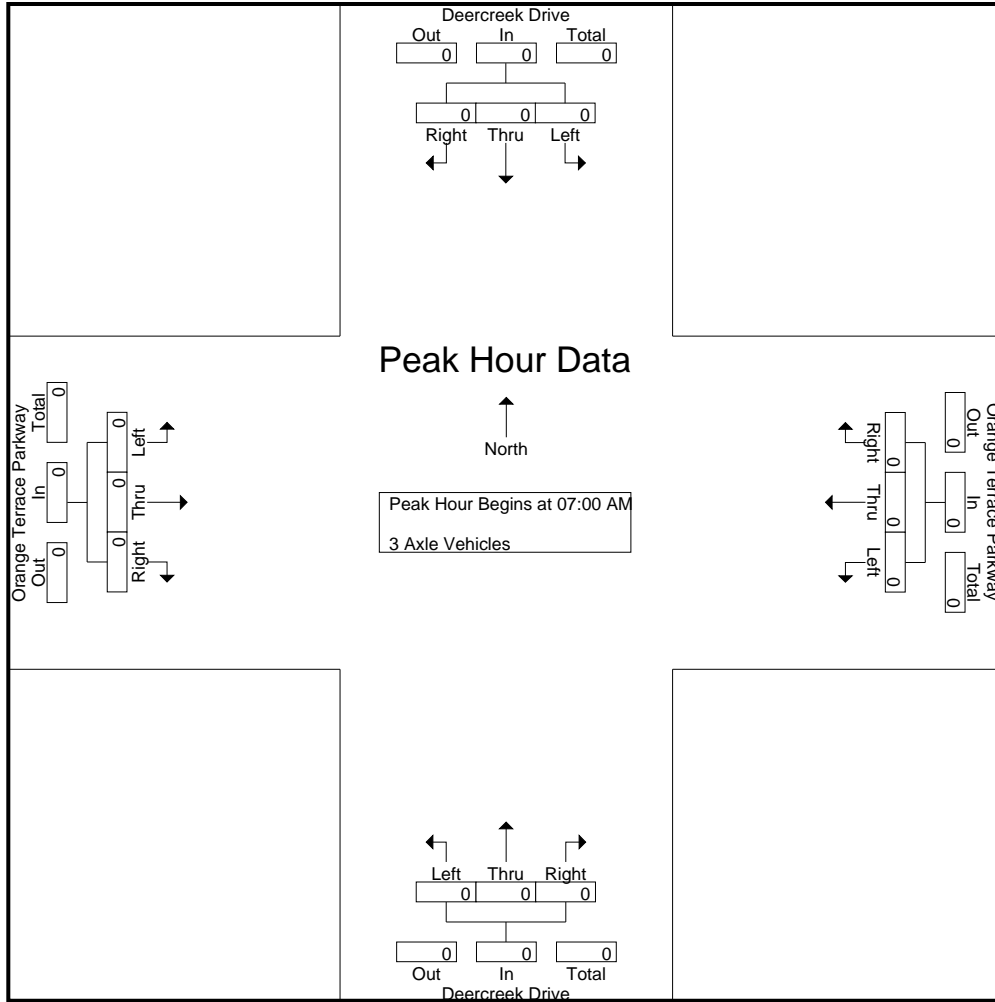 Deercreek Drive
Out In Total
0 0 0
0 0 0
Right Thru Left
Peak Hour Data
North
Peak Hour Begins at 07:00 AM
3 Axle Vehicles
Orange Terrace Parkway
Total In Out
0 0 0
0 0 0
Left Thru Right
Orange Terrace Parkway
Out In Total
0 0 0
0 0 0
Right Thru Left
Left Thru Right
0 0 0
0 0 0
Out In Total
Deercreek Drive